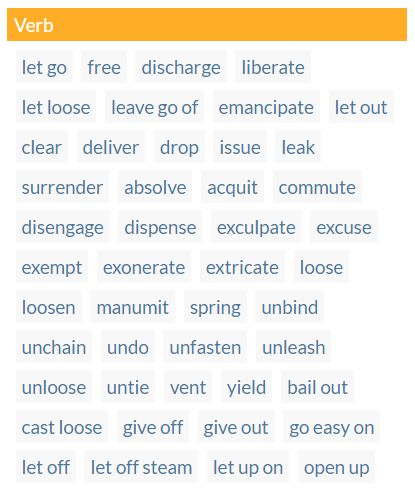 Verb
let go free discharge liberate
let loose leave go of emancipate let out
clear deliver drop issue leak
surrender absolve acquit commute
disengage dispense exculpate excuse
exempt exonerate extricate loose
loosen manumit spring unbind
unchain undo unfasten unleash
unloose untie vent yield bail out
cast loose give off give out go easy on
let off let off steam let up on open up